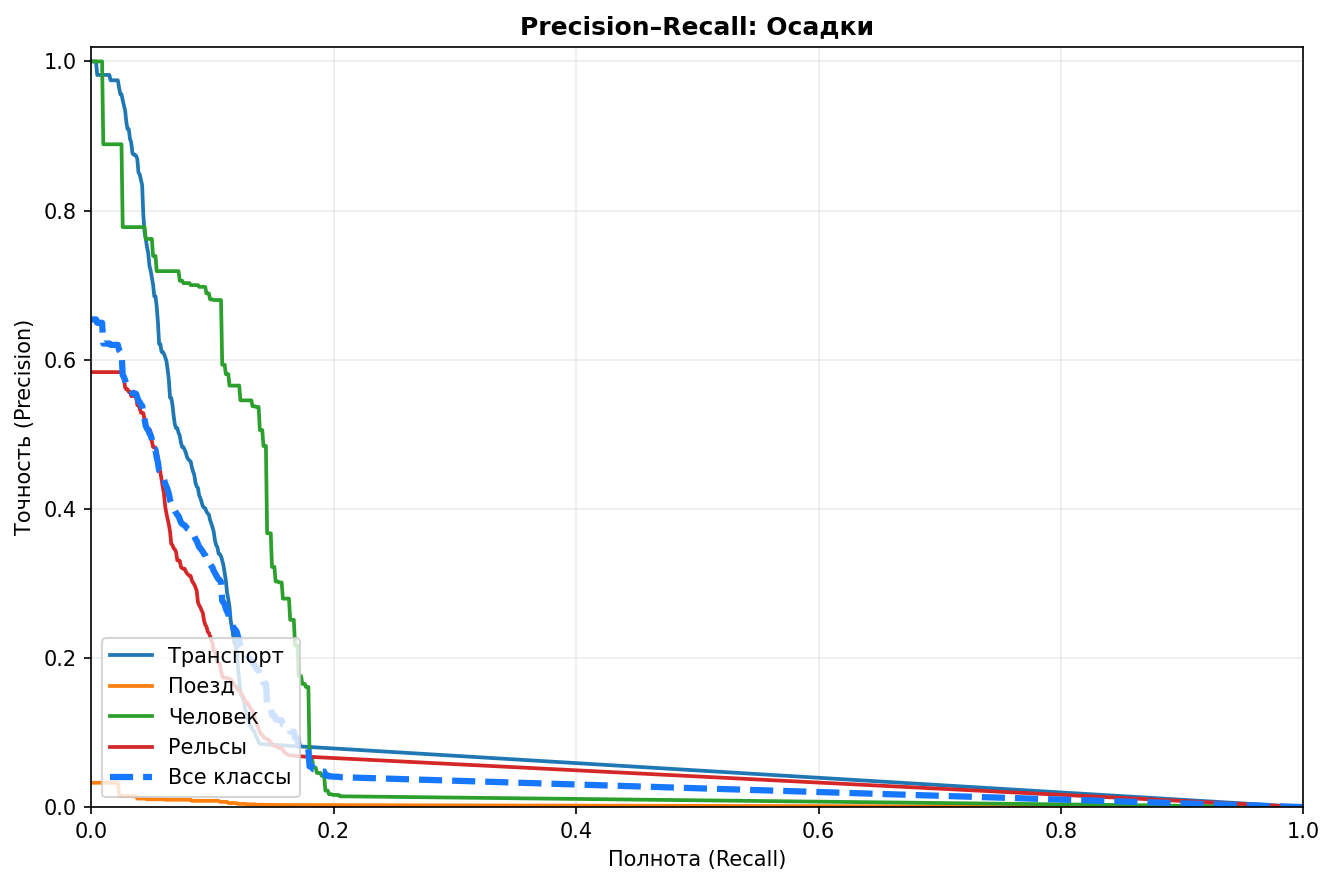 Precision–Recall: Осадки
Точность (Precision)
1.0
0.8
0.6
0.4
0.2
0.0
Транспорт
Поезд
Человек
Рельсы
Все классы
0.0 0.2 0.4 0.6 0.8 1.0
Полнота (Recall)